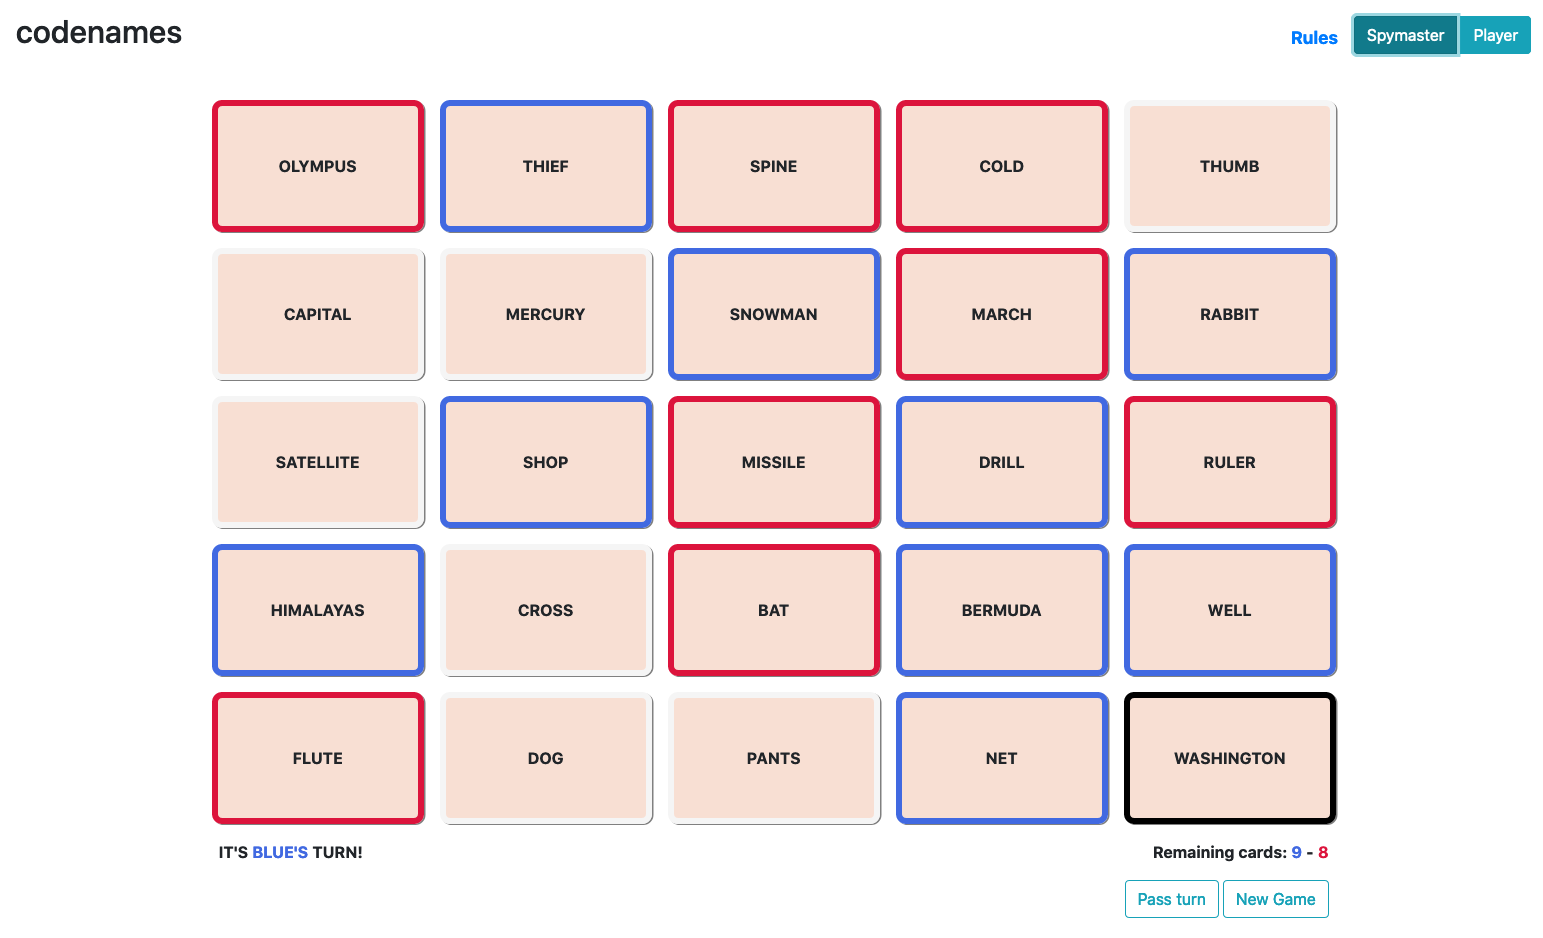 codenames
Rules Spymaster Player
OLYMPUS THIEF SPINE COLD THUMB
CAPITAL MERCURY SNOWMAN MARCH RABBIT
SATELLITE SHOP MISSILE DRILL RULER
HIMALAYAS CROSS BAT BERMUDA WELL
FLUTE DOG PANTS NET WASHINGTON
IT'S BLUE'S TURN! Remaining cards: 9 - 8
Pass turn New Game